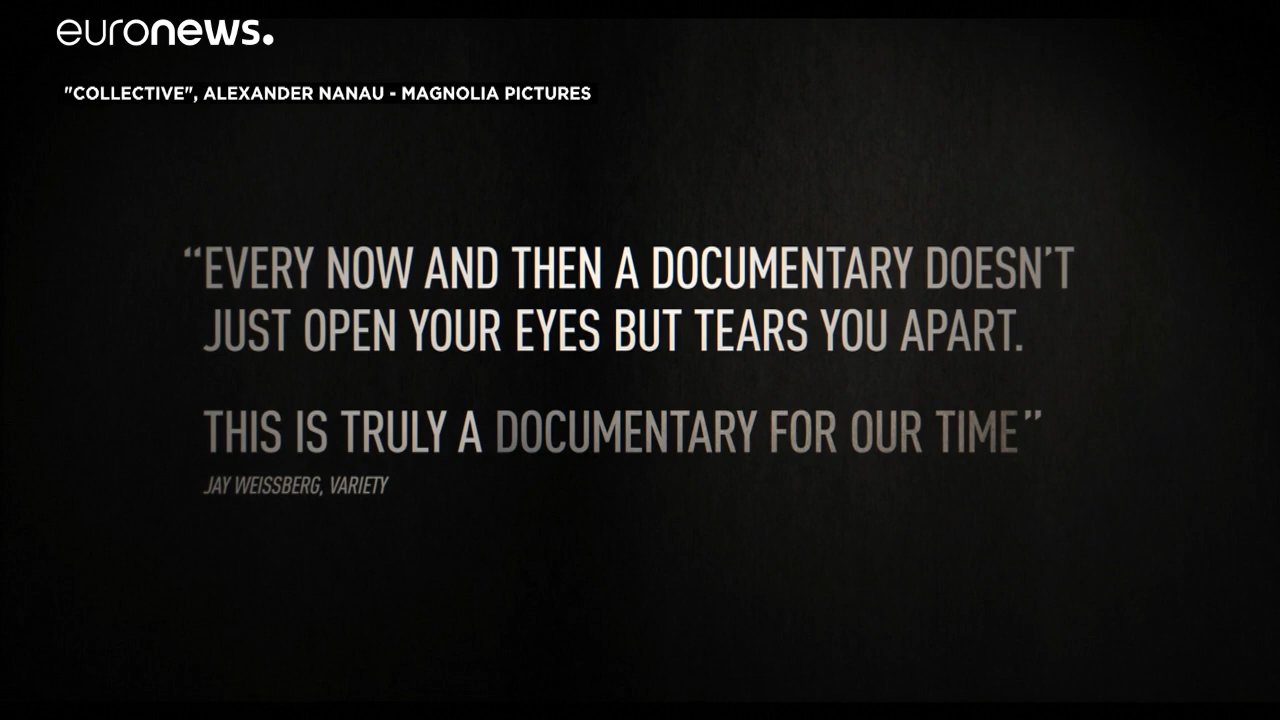 euronews.
"COLLECTIVE", ALEXANDER NANAU - MAGNOLIA PICTURES
“EVERY NOW AND THEN A DOCUMENTARY DOESN’T
JUST OPEN YOUR EYES BUT TEARS YOU APART.
THIS IS TRULY A DOCUMENTARY FOR OUR TIME”
JAY WEISSBERG, VARIETY